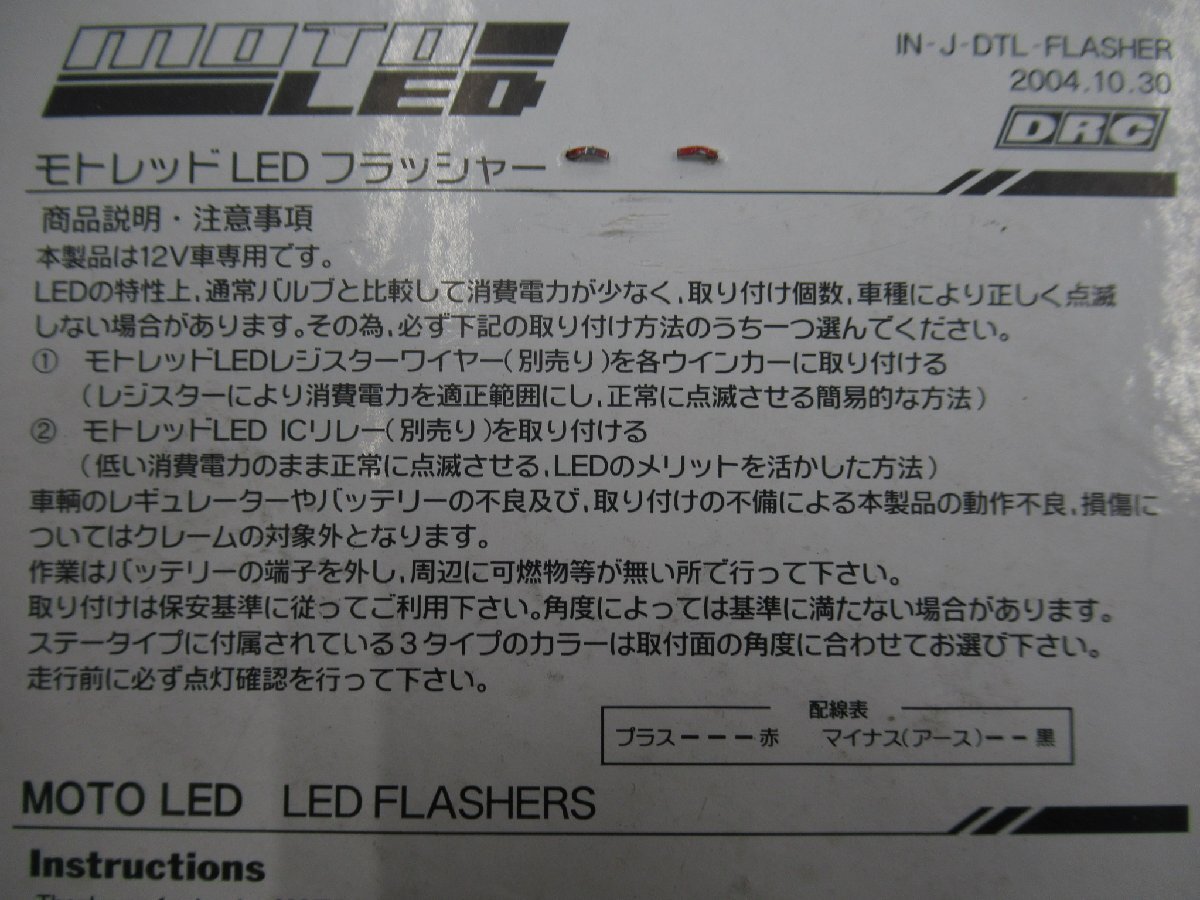 MOTO LED
IN-J-DTL-FLASHER
2004.10.30
DRC
モトレッド LED フラッシャー
商品説明・注意事項
本製品は12V車専用です。
LEDの特性上,通常バルブと比較して消費電力が少なく,取り付け個数,車種により正しく点滅
しない場合があります。その為,必ず下記の取り付け方法のうち一つ選んでください。
① モトレッドLEDレジスターワイヤー(別売り)を各ウインカーに取り付ける
(レジスターにより消費電力を適正範囲にし,正常に点滅させる簡易的な方法)
② モトレッドLED ICリレー(別売り)を取り付ける
(低い消費電力のまま正常に点滅させる,LEDのメリットを活かした方法)
車輌のレギュレーターやバッテリーの不良及び,取り付けの不備による本製品の動作不良,損傷に
ついてはクレームの対象外となります。
作業はバッテリーの端子を外し,周辺に可燃物等が無い所で行って下さい。
取り付けは保安基準に従ってご利用下さい。角度によっては基準に満たない場合があります。
ステータイプに付属されている3タイプのカラーは取付面の角度に合わせてお選び下さい。
走行前に必ず点灯確認を行って下さい。
配線表
プラス---赤 マイナス(アース)--黒
MOTO LED LED FLASHERS
Instructions